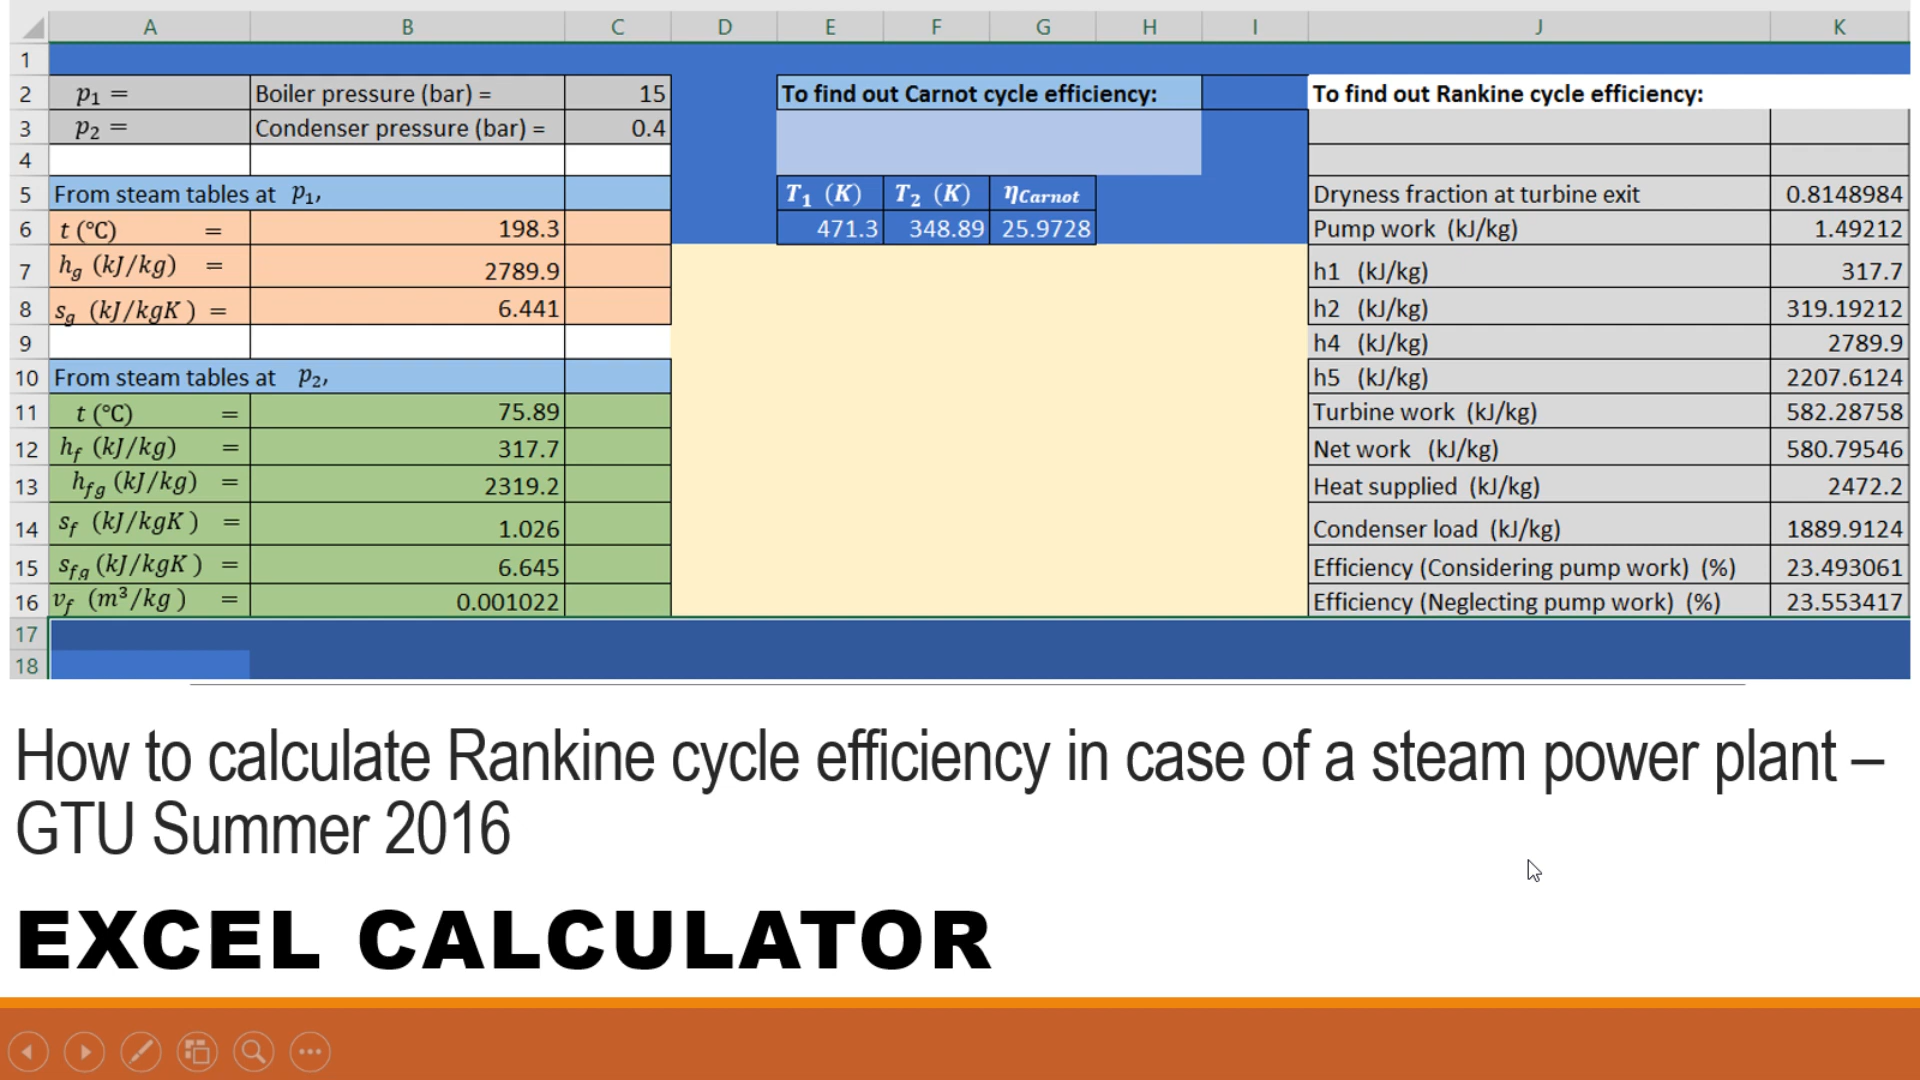 A B C D E F G H I J K
1
2 p₁ = Boiler pressure (bar) = 15 To find out Carnot cycle efficiency: To find out Rankine cycle efficiency:
3 p₂ = Condenser pressure (bar) = 0.4
4
5 From steam tables at p₁, T₁ (K) T₂ (K) ηCarnot Dryness fraction at turbine exit 0.8148984
6 t (°C) = 198.3 471.3 348.89 25.9728 Pump work (kJ/kg) 1.49212
7 hg (kJ/kg) = 2789.9 h1 (kJ/kg) 317.7
8 sg (kJ/kgK ) = 6.441 h2 (kJ/kg) 319.19212
9 h4 (kJ/kg) 2789.9
10 From steam tables at p₂, h5 (kJ/kg) 2207.6124
11 t (°C) = 75.89 Turbine work (kJ/kg) 582.28758
12 hf (kJ/kg) = 317.7 Net work (kJ/kg) 580.79546
13 hfg (kJ/kg) = 2319.2 Heat supplied (kJ/kg) 2472.2
14 sf (kJ/kgK ) = 1.026 Condenser load (kJ/kg) 1889.9124
15 sfg (kJ/kgK ) = 6.645 Efficiency (Considering pump work) (%) 23.493061
16 vf (m³/kg ) = 0.001022 Efficiency (Neglecting pump work) (%) 23.553417
17
18
How to calculate Rankine cycle efficiency in case of a steam power plant –
GTU Summer 2016
EXCEL CALCULATOR